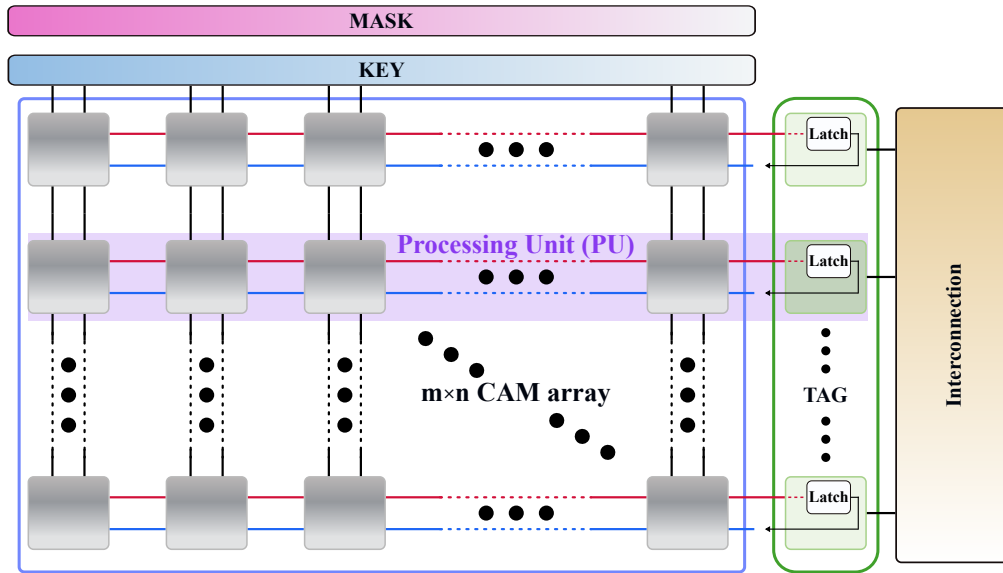 MASK
KEY
Latch
Processing Unit (PU)
Latch
m×n CAM array
TAG
Latch
Interconnection